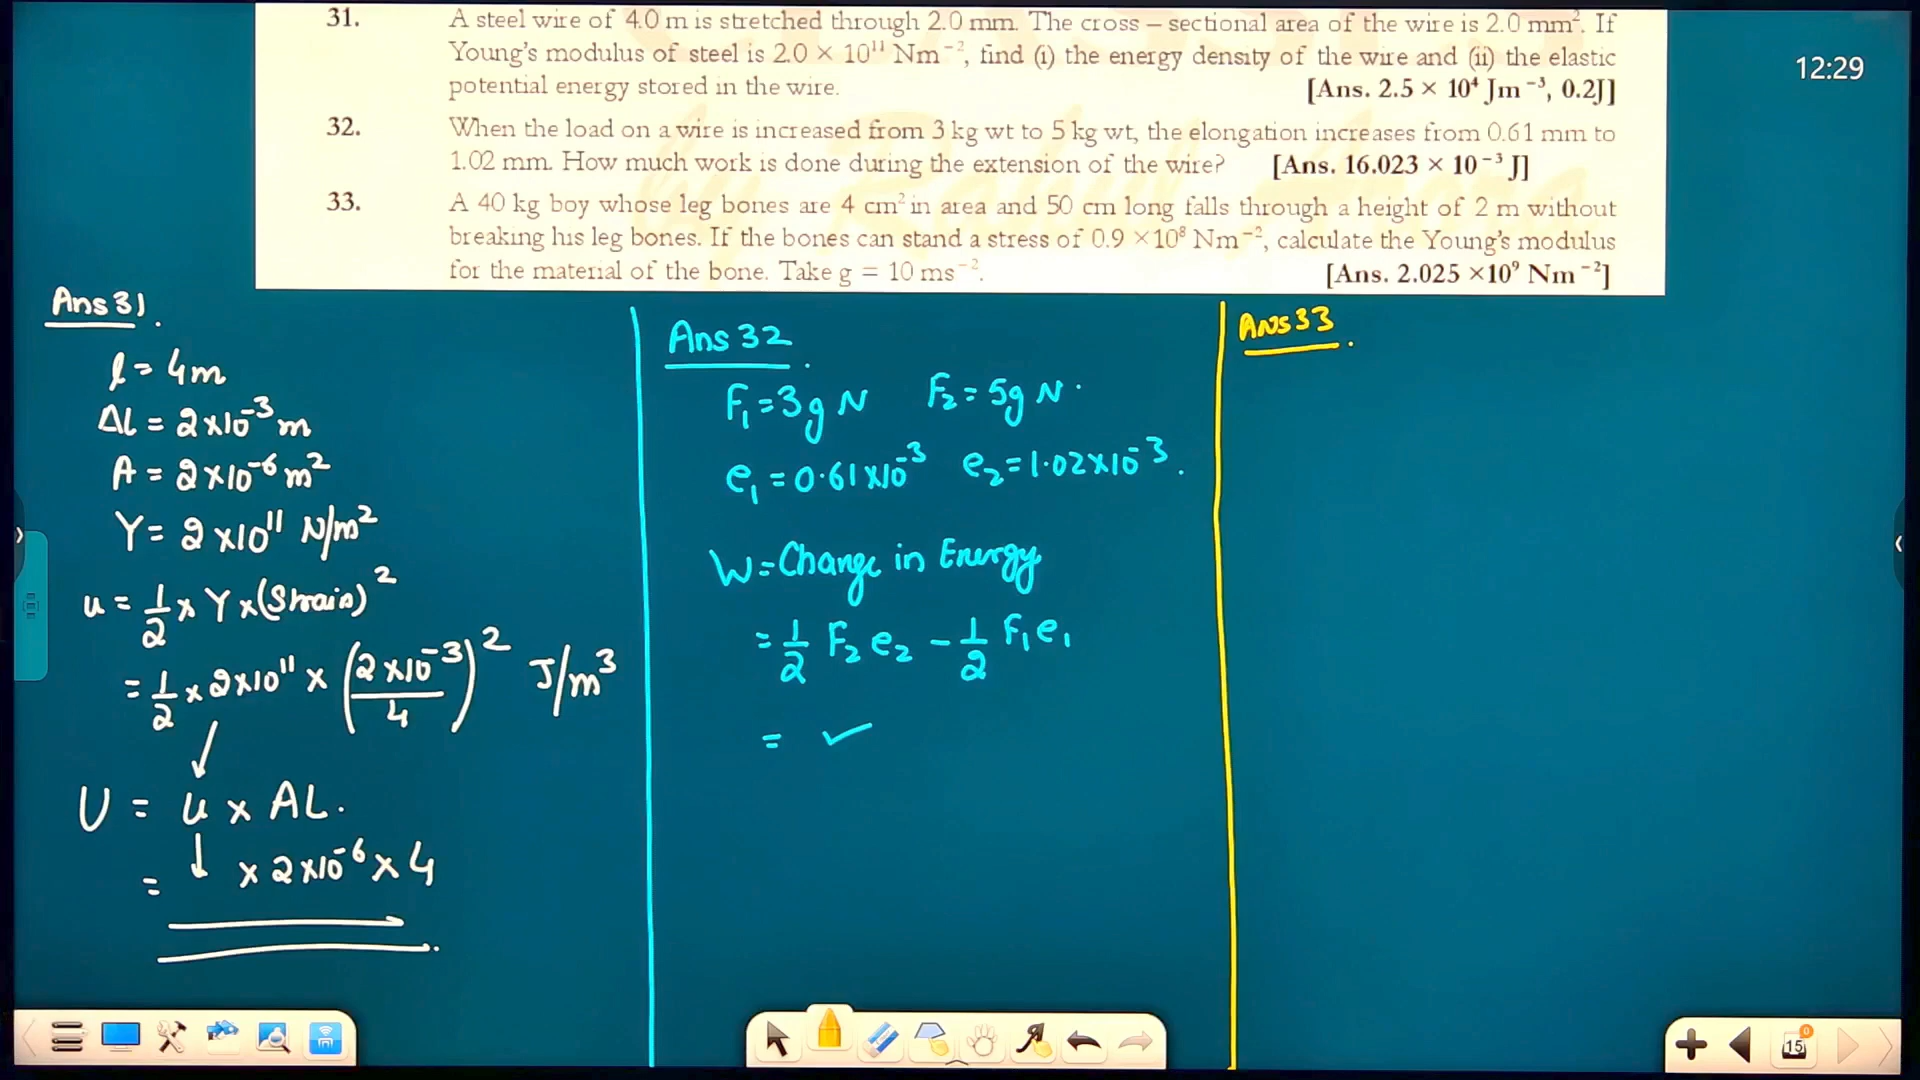 31. A steel wire of 4.0 m is stretched through 2.0 mm. The cross – sectional area of the wire is 2.0 mm². If
Young's modulus of steel is 2.0 × 10¹¹ Nm⁻², find (i) the energy density of the wire and (ii) the elastic
potential energy stored in the wire. [Ans. 2.5 × 10⁴ Jm⁻³, 0.2J]
32. When the load on a wire is increased from 3 kg wt to 5 kg wt, the elongation increases from 0.61 mm to
1.02 mm. How much work is done during the extension of the wire? [Ans. 16.023 × 10⁻³ J]
33. A 40 kg boy whose leg bones are 4 cm² in area and 50 cm long falls through a height of 2 m without
breaking his leg bones. If the bones can stand a stress of 0.9 ×10⁸ Nm⁻², calculate the Young's modulus
for the material of the bone. Take g = 10 ms⁻². [Ans. 2.025 ×10⁹ Nm⁻²]
12:29
Ans 31.
l = 4m
Δl = 2×10⁻³ m
A = 2×10⁻⁶ m²
Y = 2×10¹¹ N/m²
u = 1/2 × Y × (Strain)²
= 1/2 × 2×10¹¹ × (2×10⁻³/4)² J/m³
U = u × AL.
= ↓ × 2×10⁻⁶ × 4
Ans 32.
F₁ = 3g N F₂ = 5g N.
e₁ = 0.61×10⁻³ e₂ = 1.02×10⁻³.
W = Change in Energy
= 1/2 F₂ e₂ – 1/2 F₁ e₁
= ✓
Ans 33.
15
0